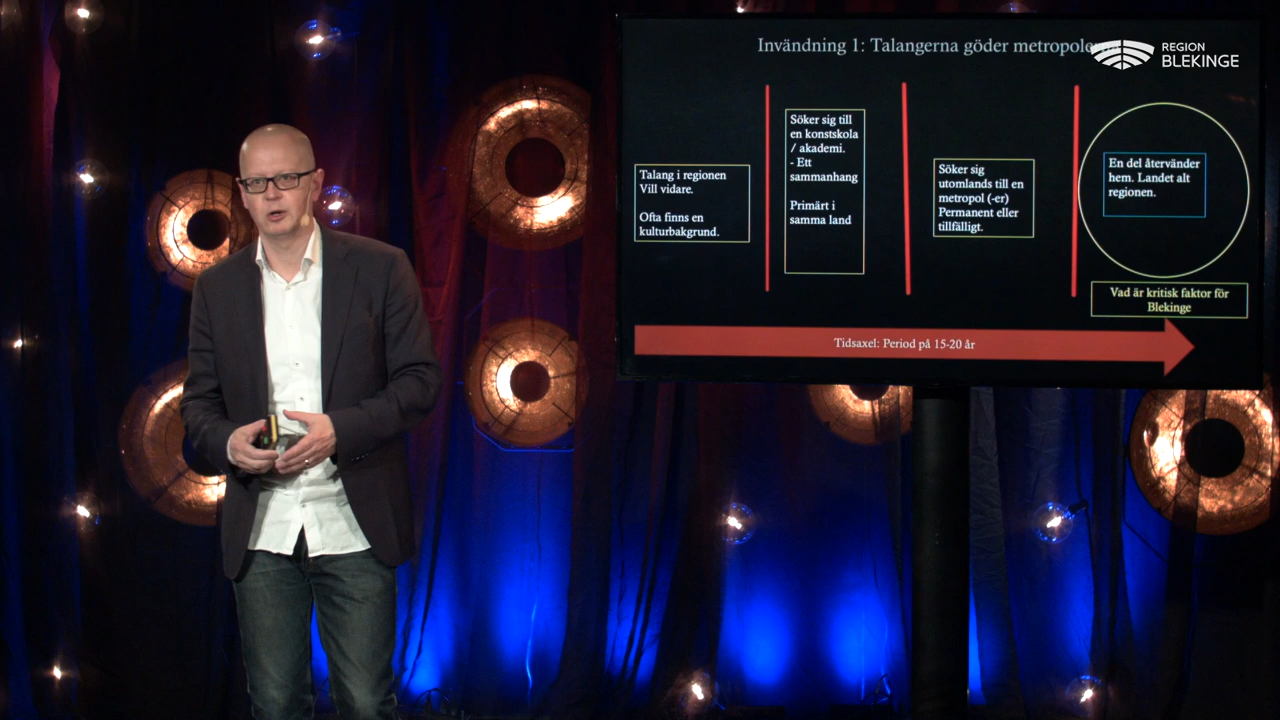 Invändning 1: Talangerna göder metropolerna
REGION
BLEKINGE
Talang i regionen
Vill vidare.
Ofta finns en
kulturbakgrund.
Söker sig till
en konstskola
/ akademi.
- Ett
sammanhang
Primärt i
samma land
Söker sig
utomlands till en
metropol (-er)
Permanent eller
tillfälligt.
En del återvänder
hem. Landet alt
regionen.
Vad är kritisk faktor för
Blekinge
Tidsaxel: Period på 15-20 år